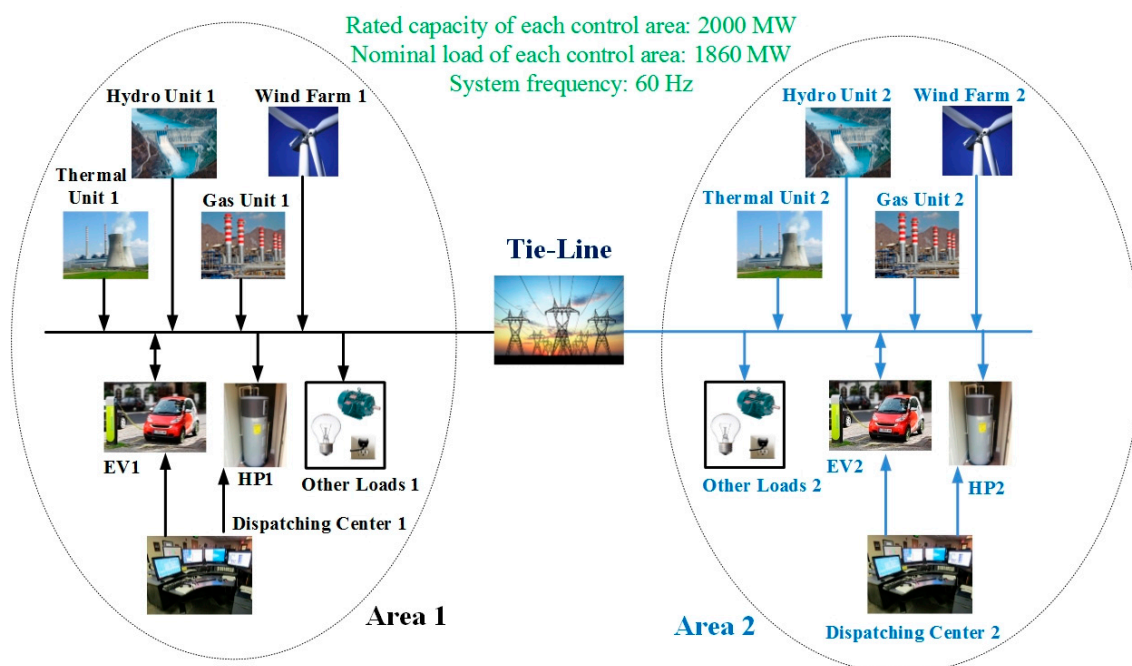 Rated capacity of each control area: 2000 MW
Nominal load of each control area: 1860 MW
System frequency: 60 Hz
Hydro Unit 1
Wind Farm 1
Thermal
Unit 1
Gas Unit 1
Hydro Unit 2
Wind Farm 2
Thermal Unit 2
Gas Unit 2
Tie-Line
EV1
HP1
Other Loads 1
Dispatching Center 1
Area 1
Other Loads 2
EV2
HP2
Area 2
Dispatching Center 2